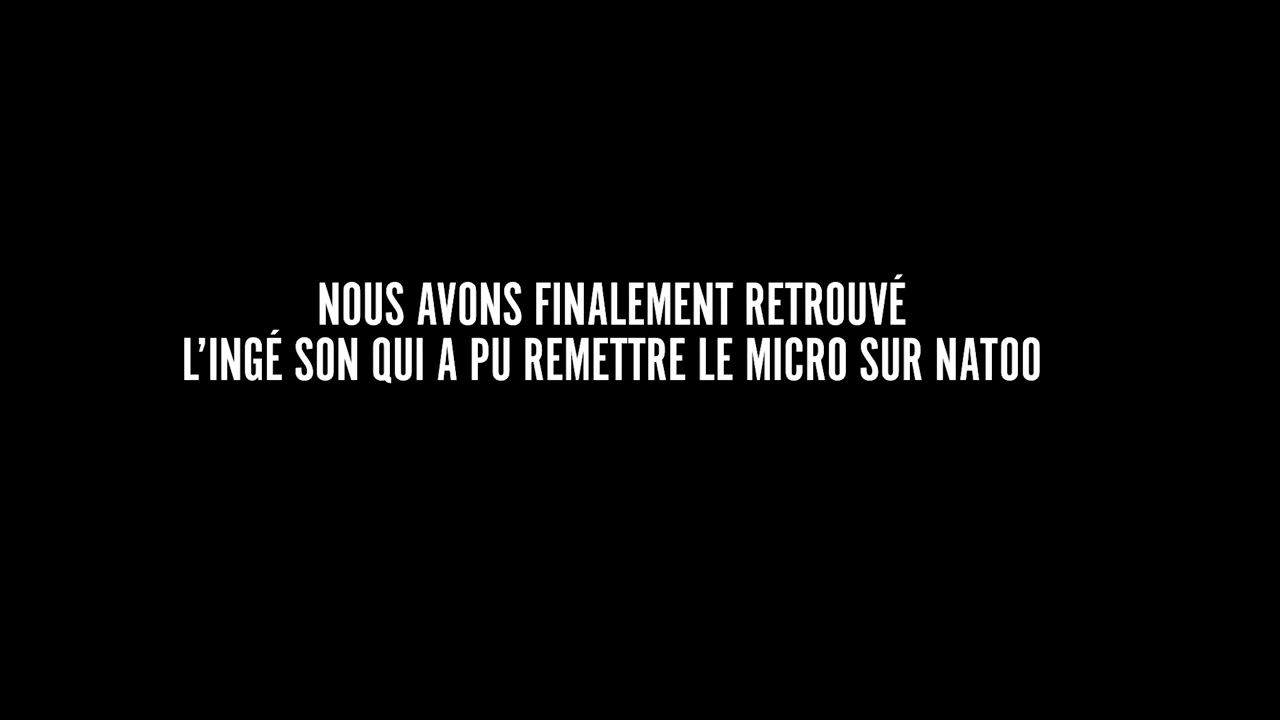 NOUS AVONS FINALEMENT RETROUVÉ
L’INGÉ SON QUI A PU REMETTRE LE MICRO SUR NATOO